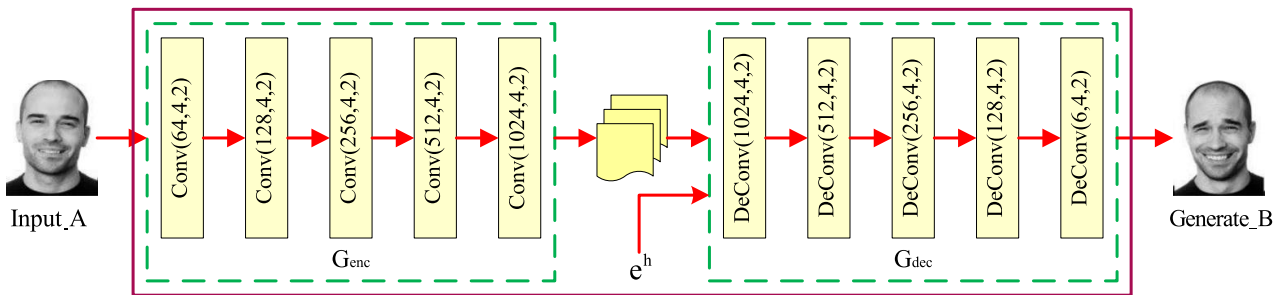 Input_A
Conv(64,4,2)
Conv(128,4,2)
Conv(256,4,2)
Conv(512,4,2)
Conv(1024,4,2)
Genc
eh
DeConv(1024,4,2)
DeConv(512,4,2)
DeConv(256,4,2)
DeConv(128,4,2)
DeConv(6,4,2)
Gdec
Generate_B